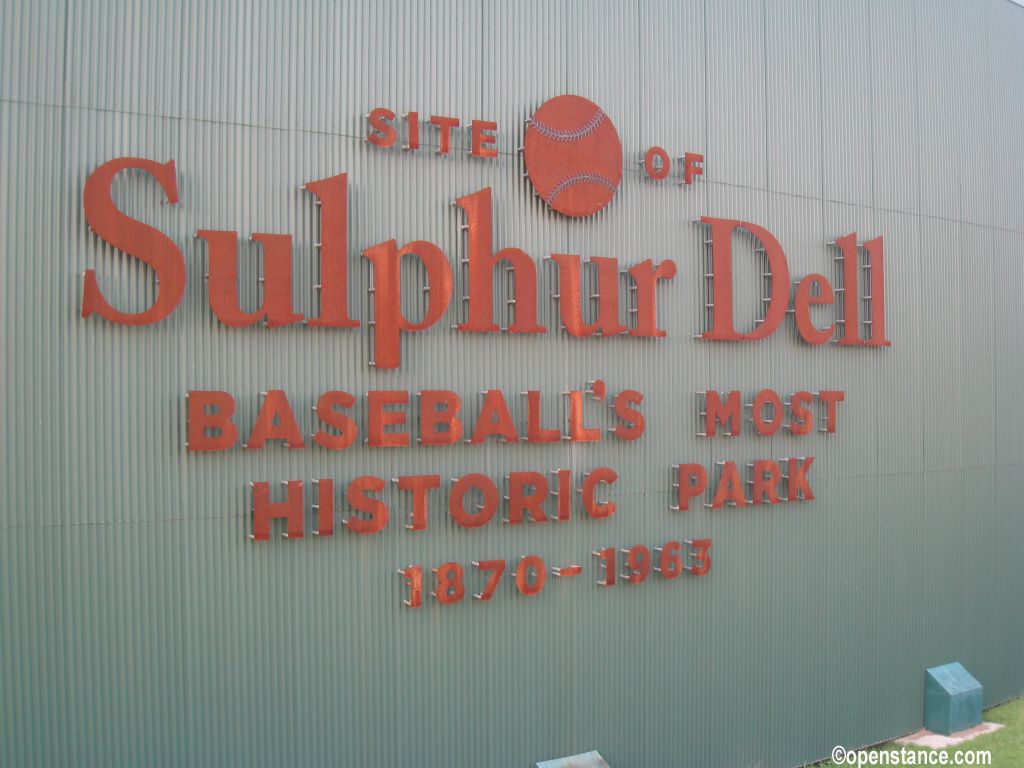 SITE OF
Sulphur Dell
BASEBALL'S MOST
HISTORIC PARK
1870-1963
©openstance.com